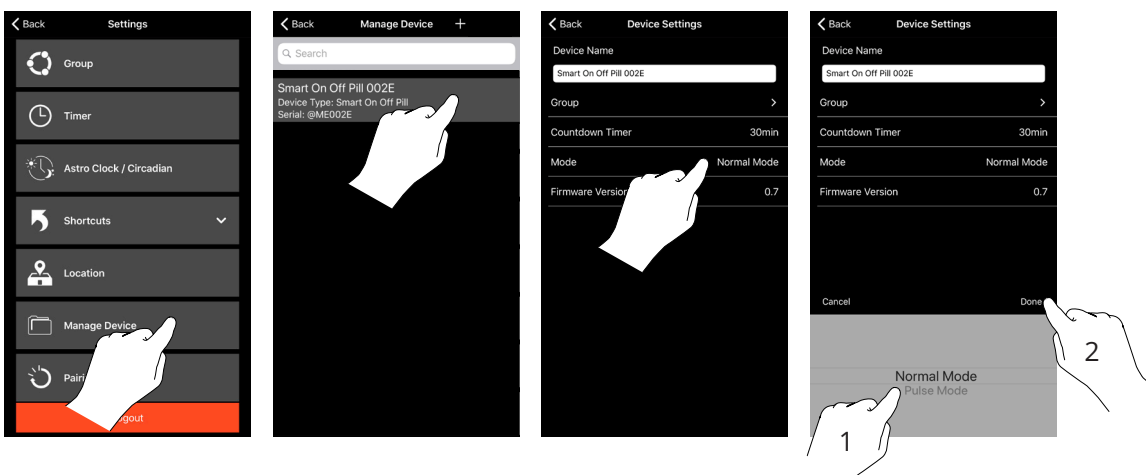 Back Settings
Group
Timer
Astro Clock / Circadian
Shortcuts
Location
Manage Device
Back Manage Device +
Search
Smart On Off Pill 002E
Device Type: Smart On Off Pill
Serial: @ME002E
Back Device Settings
Device Name
Smart On Off Pill 002E
Group
Countdown Timer 30min
Mode Normal Mode
Firmware Version 0.7
Back Device Settings
Device Name
Smart On Off Pill 002E
Group
Countdown Timer 30min
Mode Normal Mode
Firmware Version 0.7
Cancel Done
Normal Mode
Pulse Mode
1
2